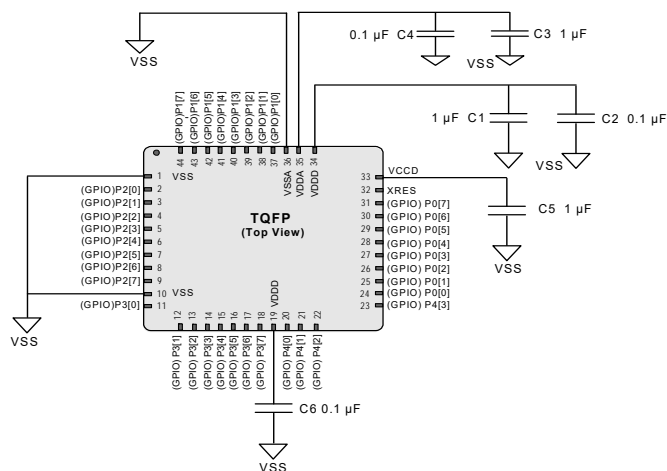 0.1 µF C4
C3 1 µF
VSS
VSS
1 µF C1
C2 0.1 µF
VSS
(GPIO)P1[7]
(GPIO)P1[6]
(GPIO)P1[5]
(GPIO)P1[4]
(GPIO)P1[3]
(GPIO)P1[2]
(GPIO)P1[1]
(GPIO)P1[0]
44
43
42
41
40
39
38
37
36
35
34
VSSA
VDDA
VDDD
TQFP
(Top View)
1 VSS
(GPIO)P2[0] 2
(GPIO)P2[1] 3
(GPIO)P2[2] 4
(GPIO)P2[3] 5
(GPIO)P2[4] 6
(GPIO)P2[5] 7
(GPIO)P2[6] 8
(GPIO)P2[7] 9
10 VSS
(GPIO)P3[0] 11
VSS
33 VCCD
32 XRES
31 (GPIO) P0[7]
30 (GPIO) P0[6]
29 (GPIO) P0[5]
28 (GPIO) P0[4]
27 (GPIO) P0[3]
26 (GPIO) P0[2]
25 (GPIO) P0[1]
24 (GPIO) P0[0]
23 (GPIO) P4[3]
C5 1 µF
VSS
12
13
14
15
16
17
18
19 VDDD
20
21
22
(GPIO) P3[1]
(GPIO) P3[2]
(GPIO) P3[3]
(GPIO) P3[4]
(GPIO) P3[5]
(GPIO) P3[6]
(GPIO) P3[7]
(GPIO) P4[0]
(GPIO) P4[1]
(GPIO) P4[2]
C6 0.1 µF
VSS